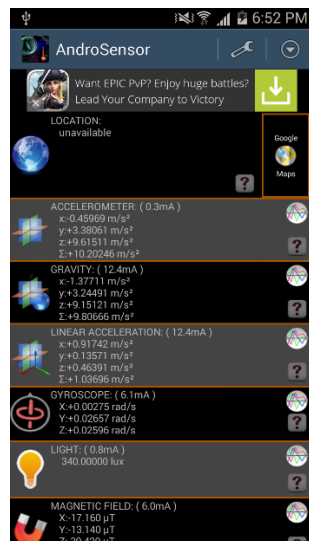 6:52 PM
AndroSensor
Want EPIC PvP? Enjoy huge battles?
Lead Your Company to Victory
LOCATION:
unavailable
Google
Maps
?
ACCELEROMETER: ( 0.3mA )
x:-0.45969 m/s²
y:+3.38061 m/s²
z:+9.61511 m/s²
Σ:+10.20246 m/s²
?
GRAVITY: ( 12.4mA )
x:-1.37711 m/s²
y:+3.24491 m/s²
z:+9.15121 m/s²
Σ:+9.80666 m/s²
?
LINEAR ACCELERATION: ( 12.4mA )
x:+0.91742 m/s²
y:+0.13571 m/s²
z:+0.46391 m/s²
Σ:+1.03696 m/s²
?
GYROSCOPE: ( 6.1mA )
X:+0.00275 rad/s
Y:+0.02657 rad/s
Z:+0.02596 rad/s
?
LIGHT: ( 0.8mA )
340.00000 lux
?
MAGNETIC FIELD: ( 6.0mA )
X:-17.160 µT
Y:-13.140 µT